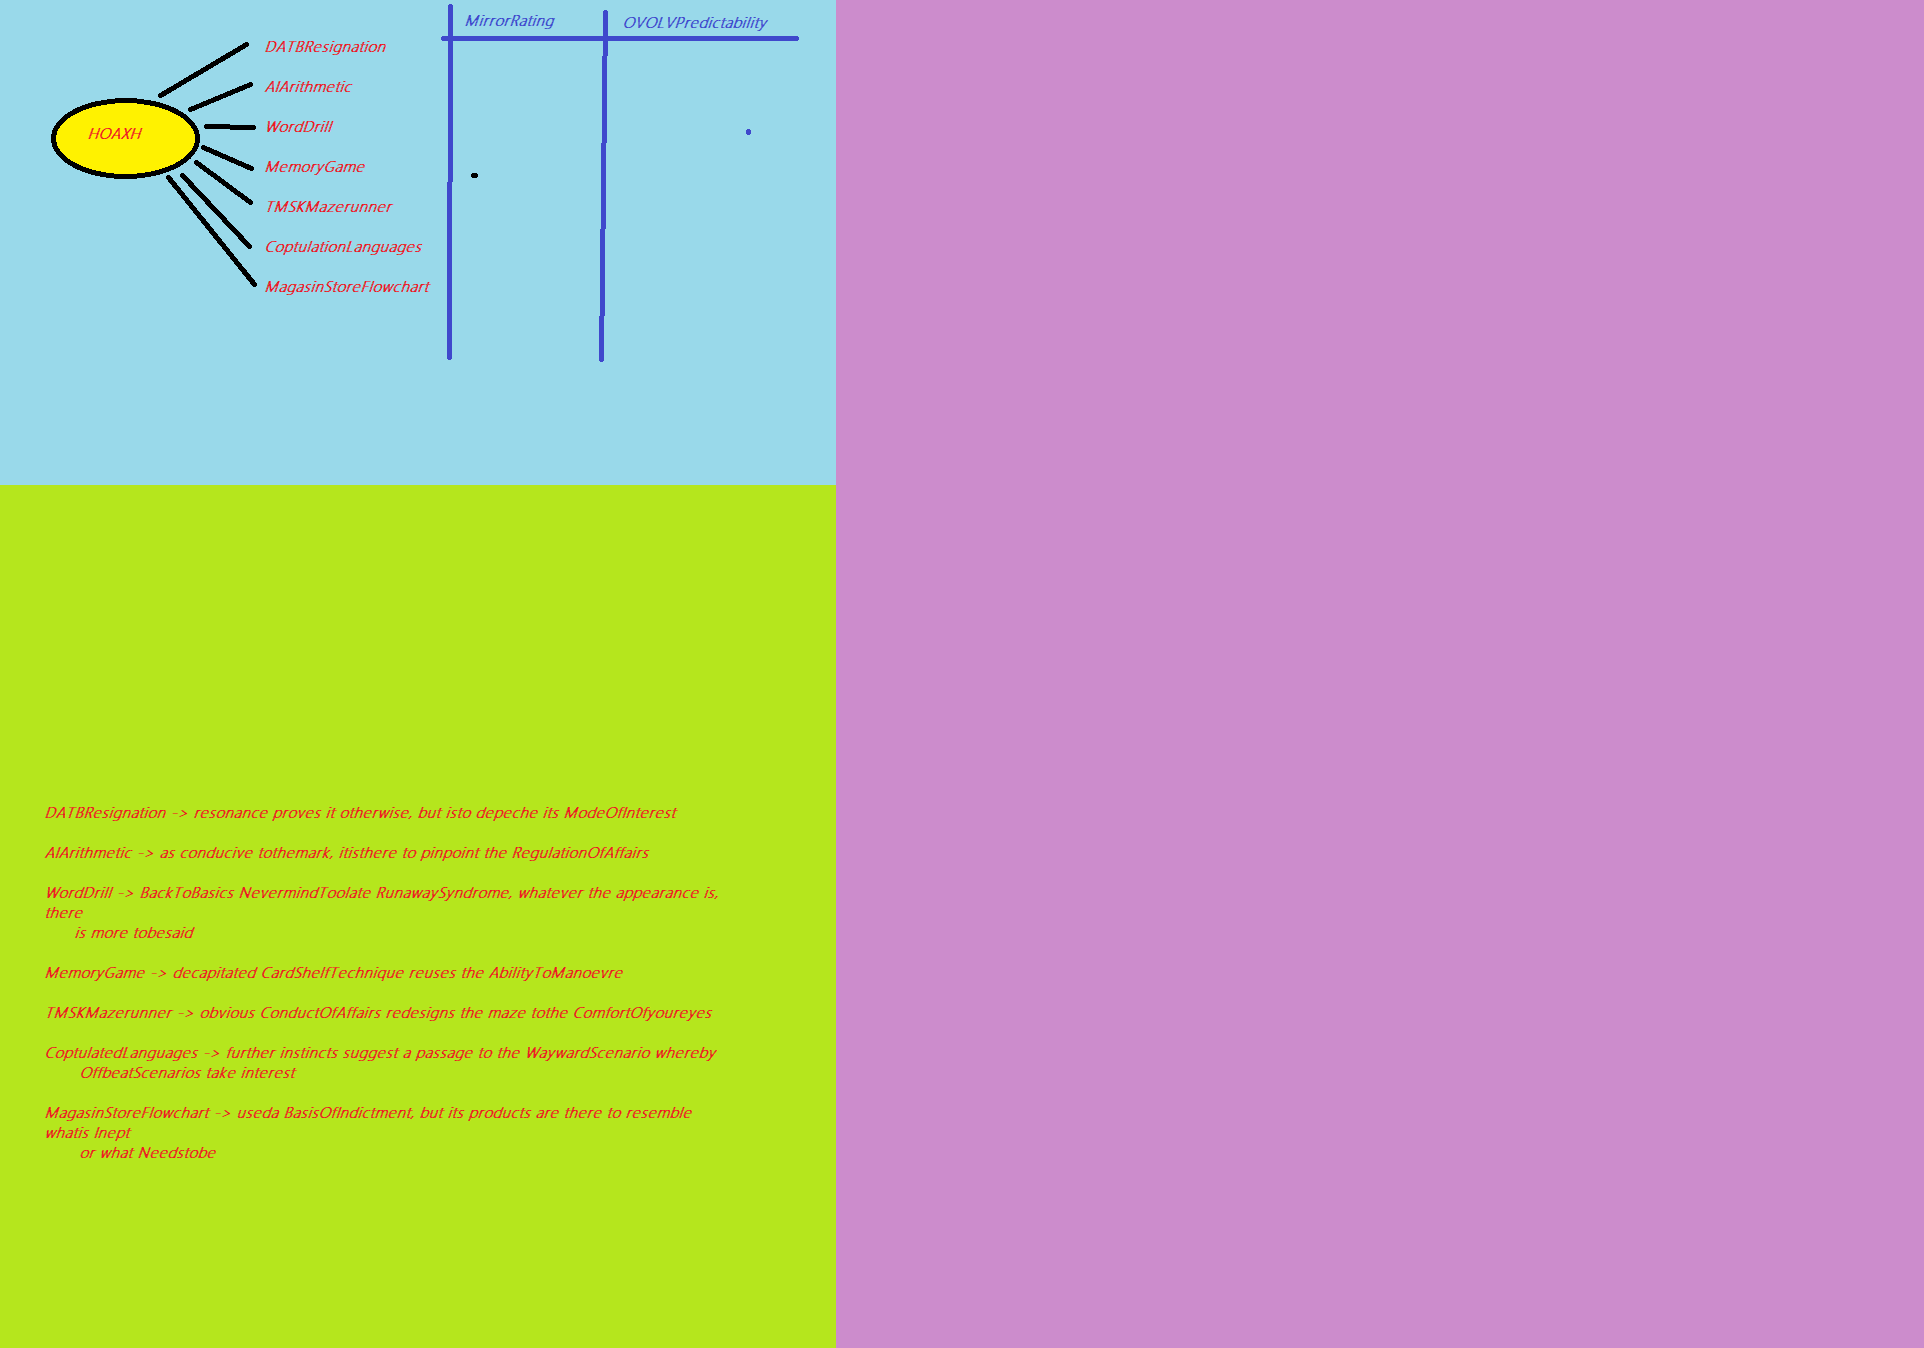 MirrorRating
OVOLVPredictability
DATBResignation
AIArithmetic
WordDrill
HOAXH
MemoryGame
TMSKMazerunner
CoptulationLanguages
MagasinStoreFlowchart
DATBResignation -> resonance proves it otherwise, but isto depeche its ModeOfInterest
AIArithmetic -> as conducive tothemark, itisthere to pinpoint the RegulationOfAffairs
WordDrill -> BackToBasics NevermindToolate RunawaySyndrome, whatever the appearance is,
there
is more tobesaid
MemoryGame -> decapitated CardShelfTechnique reuses the AbilityToManoevre
TMSKMazerunner -> obvious ConductOfAffairs redesigns the maze tothe ComfortOfyoureyes
CoptulatedLanguages -> further instincts suggest a passage to the WaywardScenario whereby
OffbeatScenarios take interest
MagasinStoreFlowchart -> useda BasisOfIndictment, but its products are there to resemble
whatis Inept
or what Needstobe